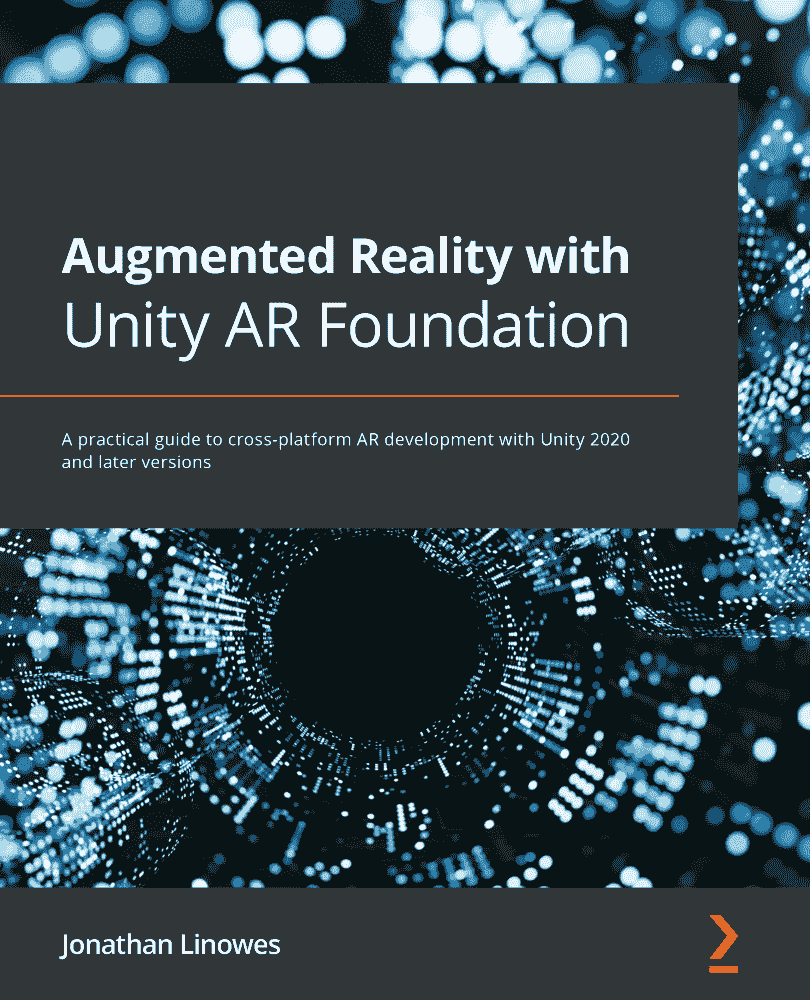 Augmented Reality with
Unity AR Foundation
A practical guide to cross-platform AR development with Unity 2020
and later versions
Jonathan Linowes